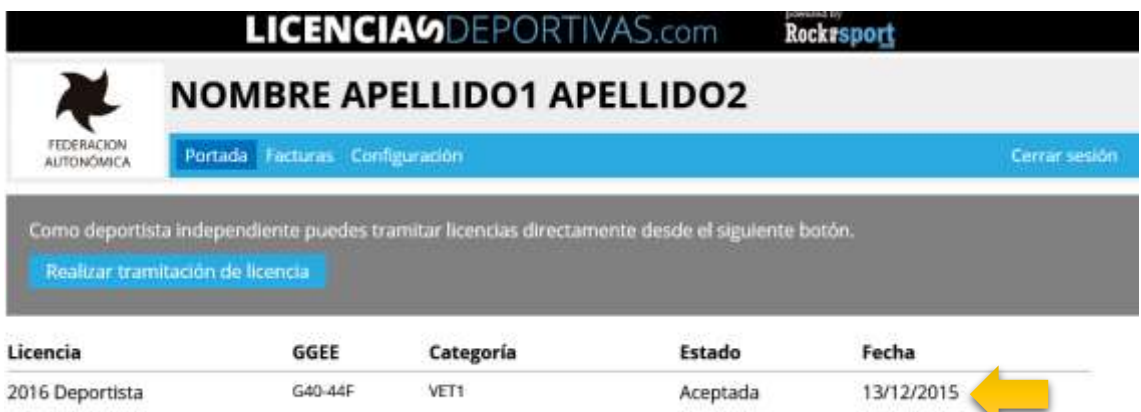 LICENCIASDEPORTIVAS.com
powered by
Rock#sport
NOMBRE APELLIDO1 APELLIDO2
FEDERACION
AUTONÓMICA
Portada Facturas Configuración Cerrar sesión
Como deportista independiente puedes tramitar licencias directamente desde el siguiente botón.
Realizar tramitación de licencia
Licencia GGEE Categoría Estado Fecha
2016 Deportista G40-44F VET1 Aceptada 13/12/2015